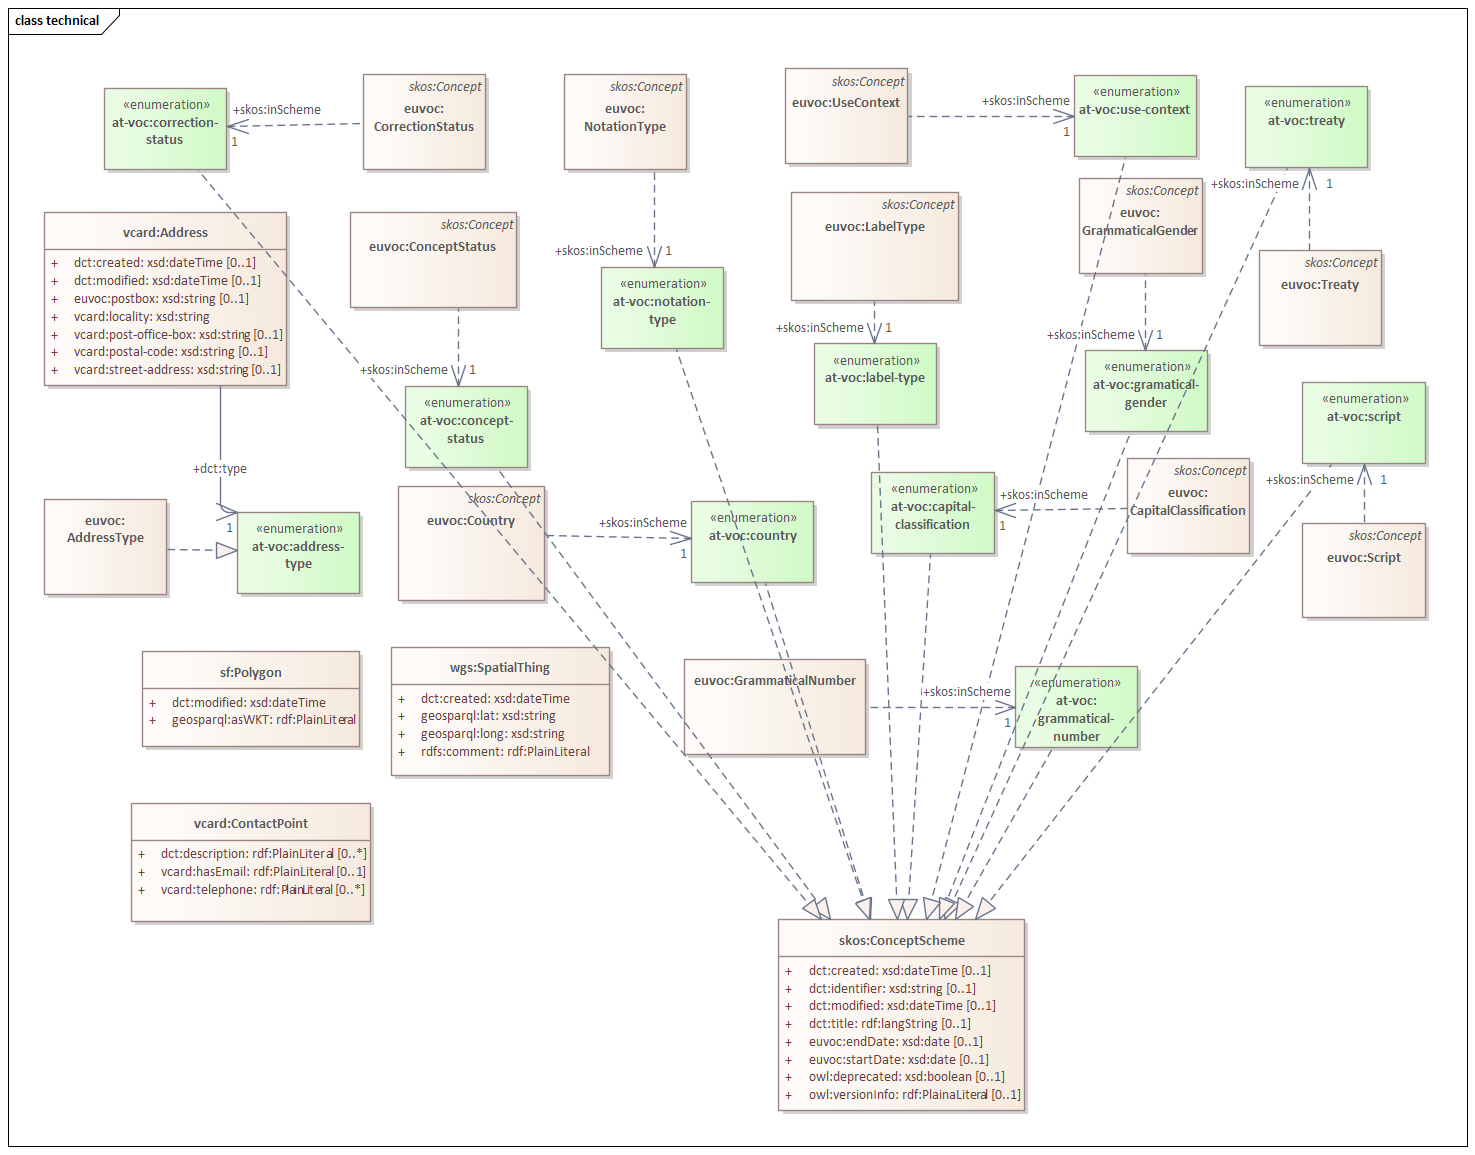 class technical
«enumeration»
at-voc:correction-
status
+skos:inScheme
1
skos:Concept
euvoc:
CorrectionStatus
skos:Concept
euvoc:
NotationType
skos:Concept
euvoc:UseContext
+skos:inScheme
1
«enumeration»
at-voc:use-context
«enumeration»
at-voc:treaty
+skos:inScheme
1
vcard:Address
+ dct:created: xsd:dateTime [0..1]
+ dct:modified: xsd:dateTime [0..1]
+ euvoc:postbox: xsd:string [0..1]
+ vcard:locality: xsd:string
+ vcard:post-office-box: xsd:string [0..1]
+ vcard:postal-code: xsd:string [0..1]
+ vcard:street-address: xsd:string [0..1]
skos:Concept
euvoc:ConceptStatus
+skos:inScheme
1
«enumeration»
at-voc:notation-
type
skos:Concept
euvoc:LabelType
+skos:inScheme
1
skos:Concept
euvoc:
GrammaticalGender
+skos:inScheme
1
skos:Concept
euvoc:Treaty
+skos:inScheme
1
«enumeration»
at-voc:concept-
status
«enumeration»
at-voc:label-type
«enumeration»
at-voc:gramatical-
gender
«enumeration»
at-voc:script
+skos:inScheme
1
+dct:type
1
euvoc:
AddressType
«enumeration»
at-voc:address-
type
skos:Concept
euvoc:Country
+skos:inScheme
1
«enumeration»
at-voc:country
«enumeration»
at-voc:capital-
classification
+skos:inScheme
1
skos:Concept
euvoc:
CapitalClassification
skos:Concept
euvoc:Script
sf:Polygon
+ dct:modified: xsd:dateTime
+ geosparql:asWKT: rdf:PlainLiteral
wgs:SpatialThing
+ dct:created: xsd:dateTime
+ geosparql:lat: xsd:string
+ geosparql:long: xsd:string
+ rdfs:comment: rdf:PlainLiteral
euvoc:GrammaticalNumber
+skos:inScheme
1
«enumeration»
at-voc:
grammatical-
number
vcard:ContactPoint
+ dct:description: rdf:PlainLiteral [0..*]
+ vcard:hasEmail: rdf:PlainLiteral [0..1]
+ vcard:telephone: rdf:PlainLiteral [0..*]
skos:ConceptScheme
+ dct:created: xsd:dateTime [0..1]
+ dct:identifier: xsd:string [0..1]
+ dct:modified: xsd:dateTime [0..1]
+ dct:title: rdf:langString [0..1]
+ euvoc:endDate: xsd:date [0..1]
+ euvoc:startDate: xsd:date [0..1]
+ owl:deprecated: xsd:boolean [0..1]
+ owl:versionInfo: rdf:PlainaLiteral [0..1]